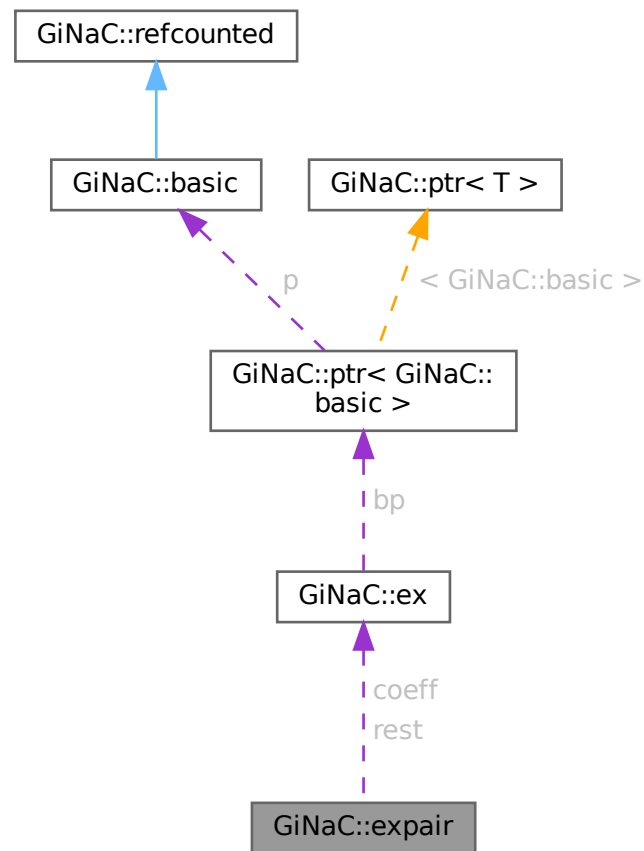 GiNaC::refcounted
GiNaC::basic
GiNaC::ptr< T >
p
< GiNaC::basic >
GiNaC::ptr< GiNaC::
basic >
bp
GiNaC::ex
coeff
rest
GiNaC::expair